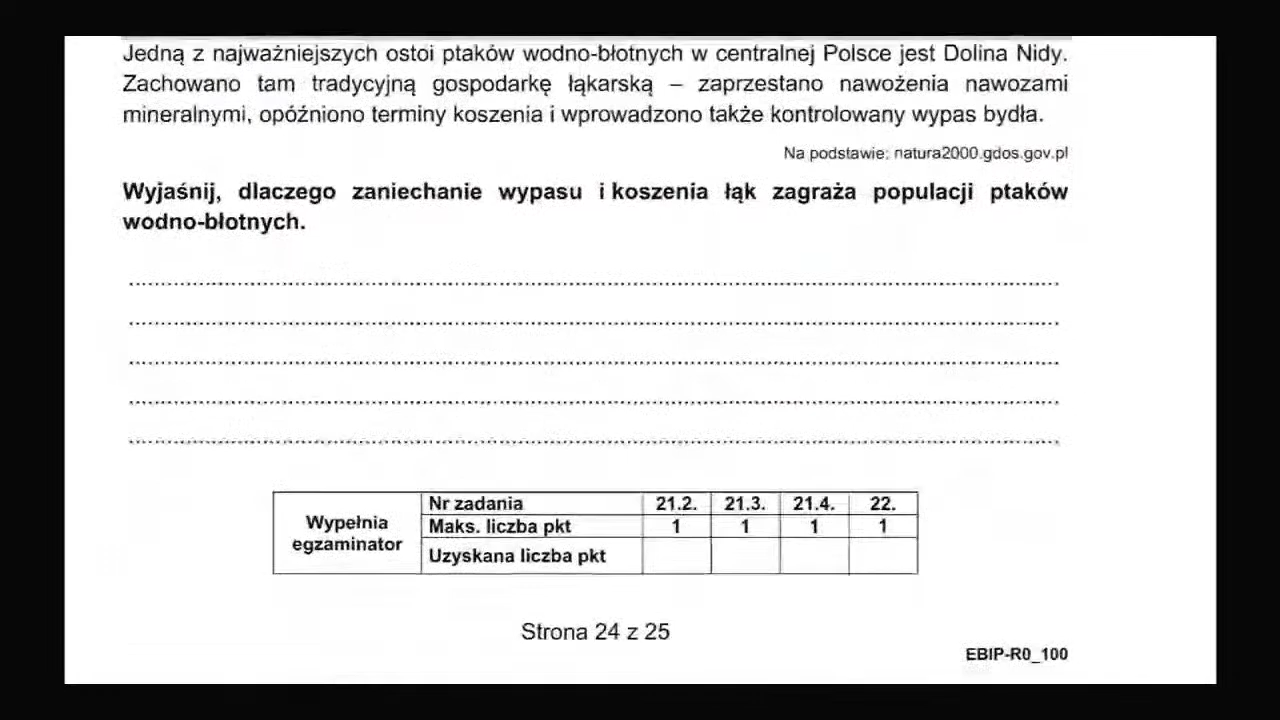 Jedną z najważniejszych ostoi ptaków wodno-błotnych w centralnej Polsce jest Dolina Nidy.
Zachowano tam tradycyjną gospodarkę łąkarską – zaprzestano nawożenia nawozami
mineralnymi, opóźniono terminy koszenia i wprowadzono także kontrolowany wypas bydła.
Na podstawie: natura2000.gdos.gov.pl
Wyjaśnij, dlaczego zaniechanie wypasu i koszenia łąk zagraża populacji ptaków
wodno-błotnych.
Wypełnia egzaminator
Nr zadania 21.2. 21.3. 21.4. 22.
Maks. liczba pkt 1 1 1 1
Uzyskana liczba pkt
Strona 24 z 25
EBIP-R0_100